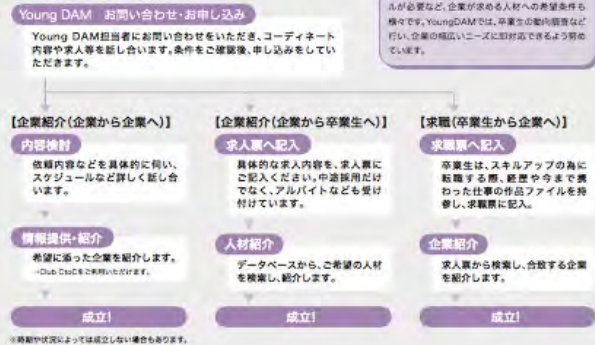 Young DAM お問い合わせ・お申し込み
Young DAM担当者にお問い合わせをいただき、コーディネート
内容や求人等を話し合います。条件をご確認後、申し込みをしてい
ただきます。
ルが必要など、企業が求める人材への希望条件も
様々です。YoungDAMでは、卒業生の動向調査など
行い、企業の幅広いニーズに即対応できるよう努め
ています。
【企業紹介(企業から企業へ)】
内容検討
依頼内容などを具体的に伺い、
スケジュールなど詳しく話し合
います。
情報提供・紹介
希望に添った企業を紹介します。
→Club CtoCをご利用いただけます。
成立!
【企業紹介(企業から卒業生へ)】
求人票へ記入
具体的な求人内容を、求人票に
ご記入ください。中途採用だけ
でなく、アルバイトなども受け
付けています。
人材紹介
データベースから、ご希望の人材
を検索し、紹介します。
成立!
【求職(卒業生から企業へ)】
求職票へ記入
卒業生は、スキルアップの為に
転職する際、経歴や今まで携
わった仕事の作品ファイルを持
参し、求職票に記入。
企業紹介
求人票から検索し、合致する企業
を紹介します。
成立!
※時期や状況によっては成立しない場合もあります。